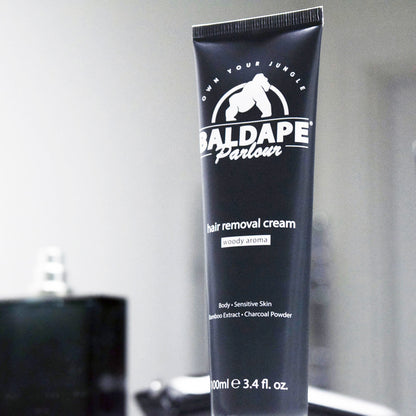 OWN YOUR JUNGLE
BALDAPE®
Parlour
hair removal cream
woody aroma
Body • Sensitive Skin
Bamboo Extract • Charcoal Powder
100ml ℮ 3.4 fl. oz.